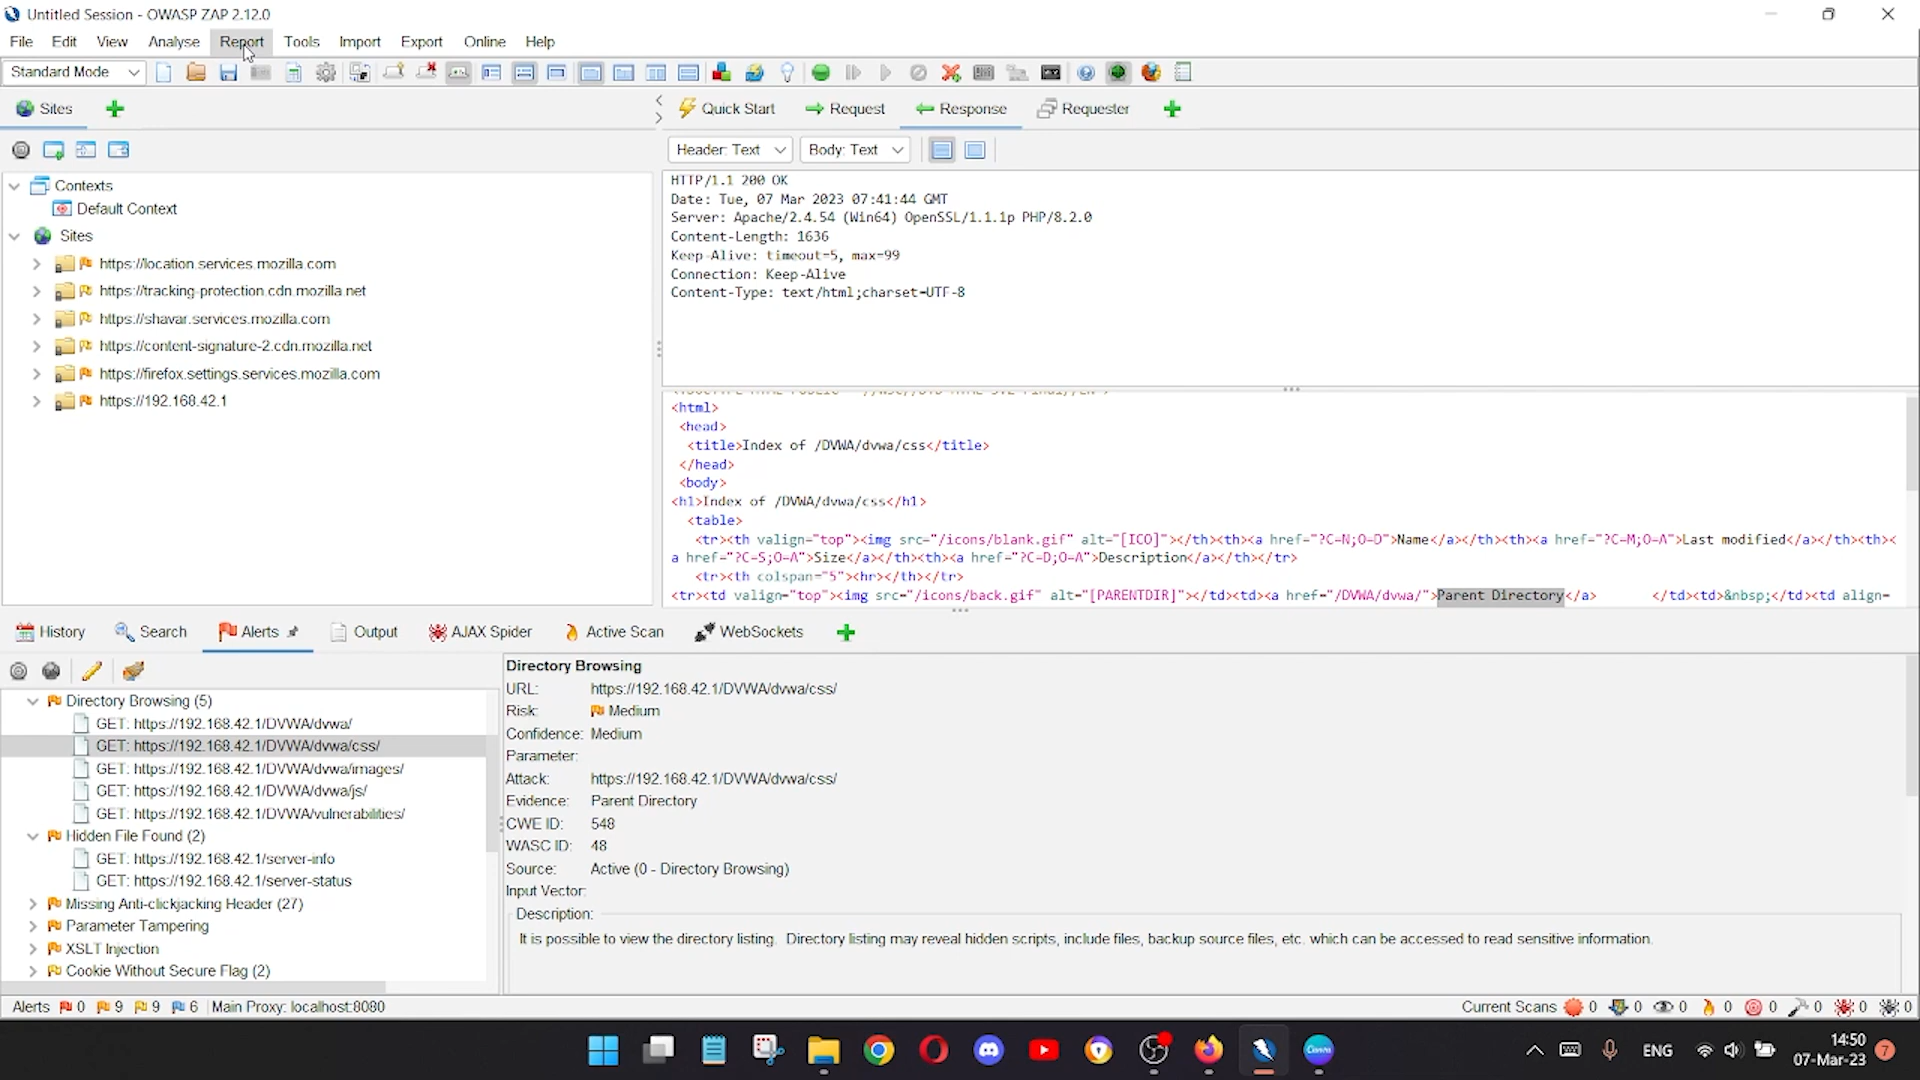 Untitled Session - OWASP ZAP 2.12.0
File Edit View Analyse Report Tools Import Export Online Help
Standard Mode
Sites
Quick Start Request Response Requester
Header: Text Body: Text
Contexts
Default Context
Sites
https://location.services.mozilla.com
https://tracking-protection.cdn.mozilla.net
https://shavar.services.mozilla.com
https://content-signature-2.cdn.mozilla.net
https://firefox.settings.services.mozilla.com
https://192.168.42.1
HTTP/1.1 200 OK
Date: Tue, 07 Mar 2023 07:41:44 GMT
Server: Apache/2.4.54 (Win64) OpenSSL/1.1.1p PHP/8.2.0
Content-Length: 1636
Keep-Alive: timeout=5, max=99
Connection: Keep-Alive
Content-Type: text/html;charset=UTF-8
<html>
<head>
<title>Index of /DVWA/dvwa/css</title>
</head>
<body>
<h1>Index of /DVWA/dvwa/css</h1>
<table>
<tr><th valign="top"><img src="/icons/blank.gif" alt="[ICO]"></th><th><a href="?C=N;O=D">Name</a></th><th><a href="?C=M;O=A">Last modified</a></th><th><
a href="?C=S;O=A">Size</a></th><th><a href="?C=D;O=A">Description</a></th></tr>
<tr><th colspan="5"><hr></th></tr>
<tr><td valign="top"><img src="/icons/back.gif" alt="[PARENTDIR]"></td><td><a href="/DVWA/dvwa/">Parent Directory</a> </td><td>&nbsp;</td><td align=
History Search Alerts Output AJAX Spider Active Scan WebSockets
Directory Browsing (5)
GET: https://192.168.42.1/DVWA/dvwa/
GET: https://192.168.42.1/DVWA/dvwa/css/
GET: https://192.168.42.1/DVWA/dvwa/images/
GET: https://192.168.42.1/DVWA/dvwa/js/
GET: https://192.168.42.1/DVWA/vulnerabilities/
Hidden File Found (2)
GET: https://192.168.42.1/server-info
GET: https://192.168.42.1/server-status
Missing Anti-clickjacking Header (27)
Parameter Tampering
XSLT Injection
Cookie Without Secure Flag (2)
Directory Browsing
URL: https://192.168.42.1/DVWA/dvwa/css/
Risk: Medium
Confidence: Medium
Parameter:
Attack: https://192.168.42.1/DVWA/dvwa/css/
Evidence: Parent Directory
CWE ID: 548
WASC ID: 48
Source: Active (0 - Directory Browsing)
Input Vector:
Description:
It is possible to view the directory listing. Directory listing may reveal hidden scripts, include files, backup source files, etc. which can be accessed to read sensitive information.
Alerts 0 9 9 6 Main Proxy: localhost:8080
Current Scans 0 0 0 0 0 0 0 0
Canva
ENG
14:50
07-Mar-23
7